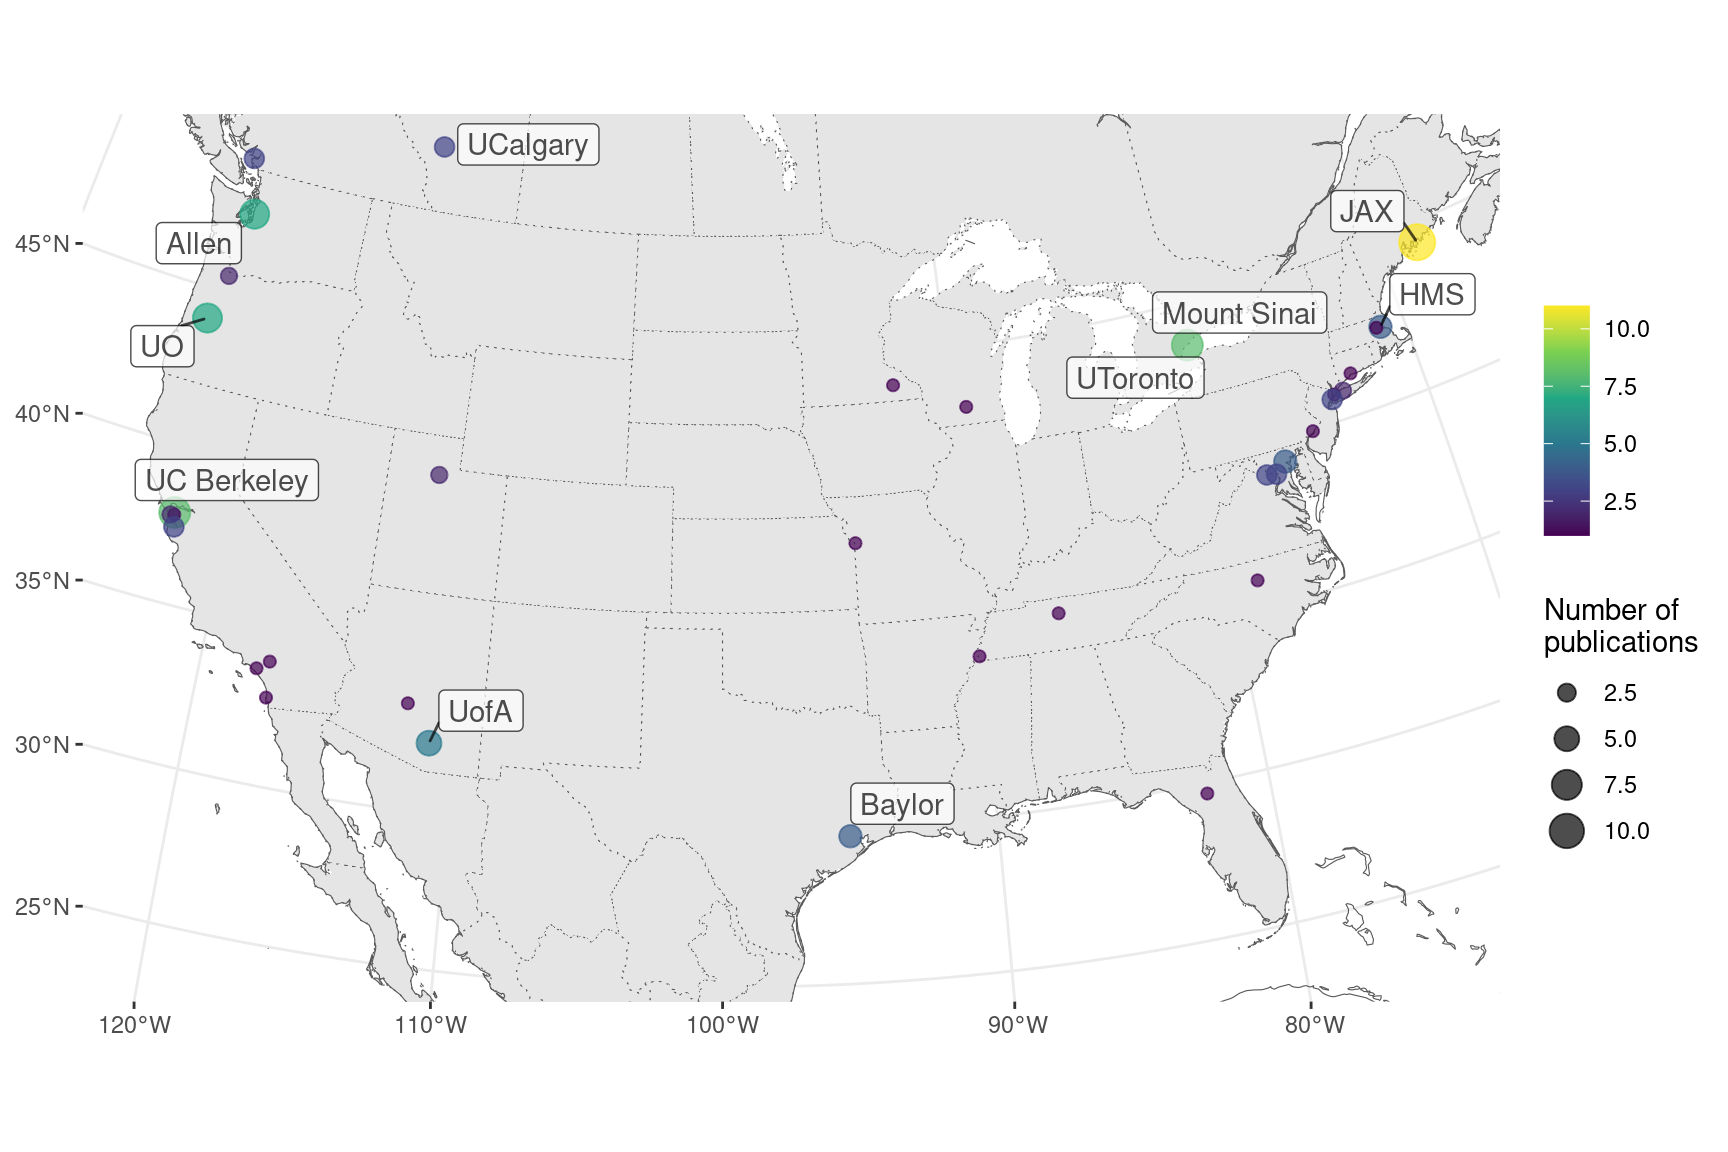 UCalgary
JAX
Allen
HMS
Mount Sinai
UO
UToronto
UC Berkeley
UofA
Baylor
45°N
40°N
35°N
30°N
25°N
120°W
110°W
100°W
90°W
80°W
10.0
7.5
5.0
2.5
Number of
publications
2.5
5.0
7.5
10.0